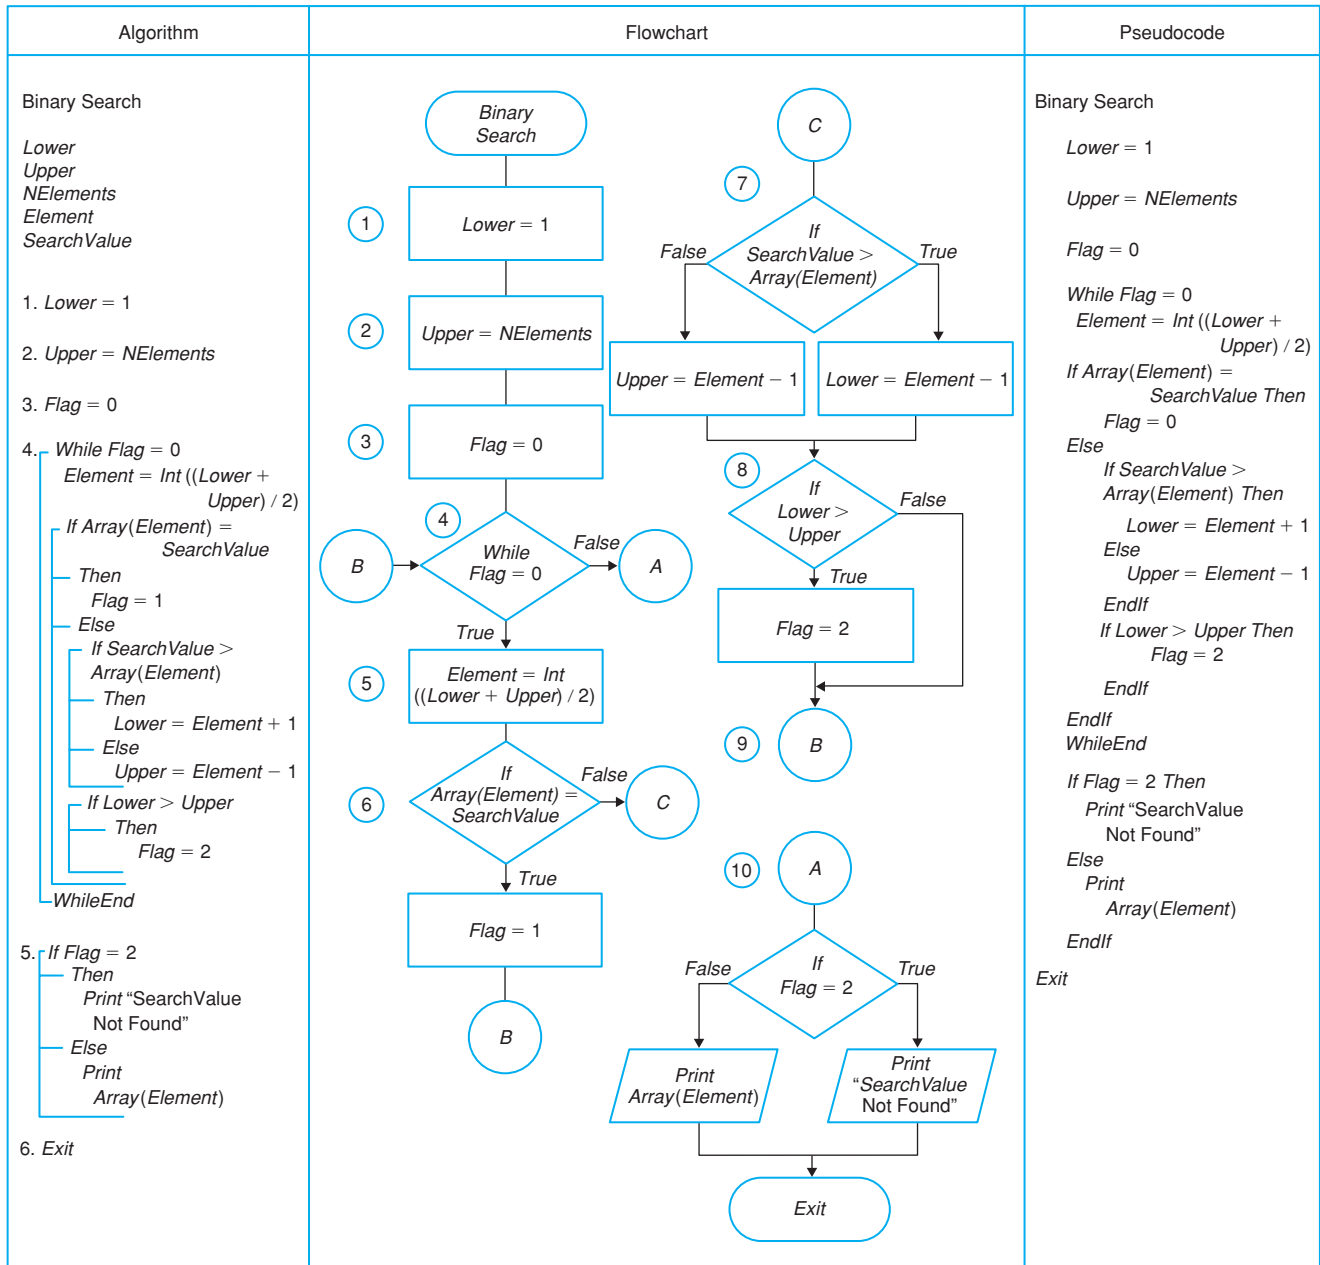 Algorithm
Flowchart
Pseudocode
Binary Search
Lower
Upper
NElements
Element
SearchValue
1. Lower = 1
2. Upper = NElements
3. Flag = 0
4. While Flag = 0
Element = Int ((Lower +
Upper) / 2)
If Array(Element) =
SearchValue
Then
Flag = 1
Else
If SearchValue >
Array(Element)
Then
Lower = Element + 1
Else
Upper = Element − 1
If Lower > Upper
Then
Flag = 2
WhileEnd
5. If Flag = 2
Then
Print “SearchValue
Not Found”
Else
Print
Array(Element)
6. Exit
Binary
Search
1
Lower = 1
2
Upper = NElements
3
Flag = 0
4
B
While
Flag = 0
False
A
True
5
Element = Int
((Lower + Upper) / 2)
6
If
Array(Element) =
SearchValue
False
C
True
Flag = 1
B
C
7
If
SearchValue >
Array(Element)
False
True
Upper = Element − 1
Lower = Element − 1
8
If
Lower >
Upper
False
True
Flag = 2
9
B
10
A
If
Flag = 2
False
True
Print
Array(Element)
Print
“SearchValue
Not Found”
Exit
Binary Search
Lower = 1
Upper = NElements
Flag = 0
While Flag = 0
Element = Int ((Lower +
Upper) / 2)
If Array(Element) =
SearchValue Then
Flag = 0
Else
If SearchValue >
Array(Element) Then
Lower = Element + 1
Else
Upper = Element − 1
EndIf
If Lower > Upper Then
Flag = 2
EndIf
EndIf
WhileEnd
If Flag = 2 Then
Print “SearchValue
Not Found”
Else
Print
Array(Element)
EndIf
Exit